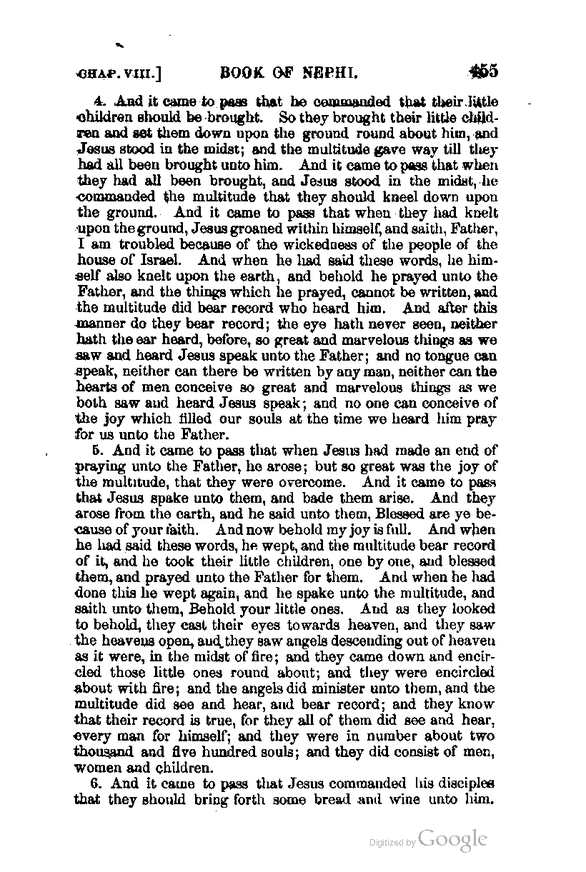 CHAP. VIII.] BOOK OF NEPHI. 455
4. And it came to pass that he commanded that their little
children should be brought. So they brought their little child-
ren and set them down upon the ground round about him, and
Jesus stood in the midst; and the multitude gave way till they
had all been brought unto him. And it came to pass that when
they had all been brought, and Jesus stood in the midst, he
commanded the multitude that they should kneel down upon
the ground. And it came to pass that when they had knelt
upon the ground, Jesus groaned within himself, and saith, Father,
I am troubled because of the wickedness of the people of the
house of Israel. And when he had said these words, he him-
self also knelt upon the earth, and behold he prayed unto the
Father, and the things which he prayed, cannot be written, and
the multitude did bear record who heard him. And after this
manner do they bear record; the eye hath never seen, neither
hath the ear heard, before, so great and marvelous things as we
saw and heard Jesus speak unto the Father; and no tongue can
speak, neither can there be written by any man, neither can the
hearts of men conceive so great and marvelous things as we
both saw and heard Jesus speak; and no one can conceive of
the joy which filled our souls at the time we heard him pray
for us unto the Father.
5. And it came to pass that when Jesus had made an end of
praying unto the Father, he arose; but so great was the joy of
the multitude, that they were overcome. And it came to pass
that Jesus spake unto them, and bade them arise. And they
arose from the earth, and he said unto them, Blessed are ye be-
cause of your faith. And now behold my joy is full. And when
he had said these words, he wept, and the multitude bear record
of it, and he took their little children, one by one, and blessed
them, and prayed unto the Father for them. And when he had
done this he wept again, and he spake unto the multitude, and
saith unto them, Behold your little ones. And as they looked
to behold, they cast their eyes towards heaven, and they saw
the heavens open, and they saw angels descending out of heaven
as it were, in the midst of fire; and they came down and encir-
cled those little ones round about; and they were encircled
about with fire; and the angels did minister unto them, and the
multitude did see and hear, and bear record; and they know
that their record is true, for they all of them did see and hear,
every man for himself; and they were in number about two
thousand and five hundred souls; and they did consist of men,
women and children.
6. And it came to pass that Jesus commanded his disciples
that they should bring forth some bread and wine unto him.
Digitized by Google